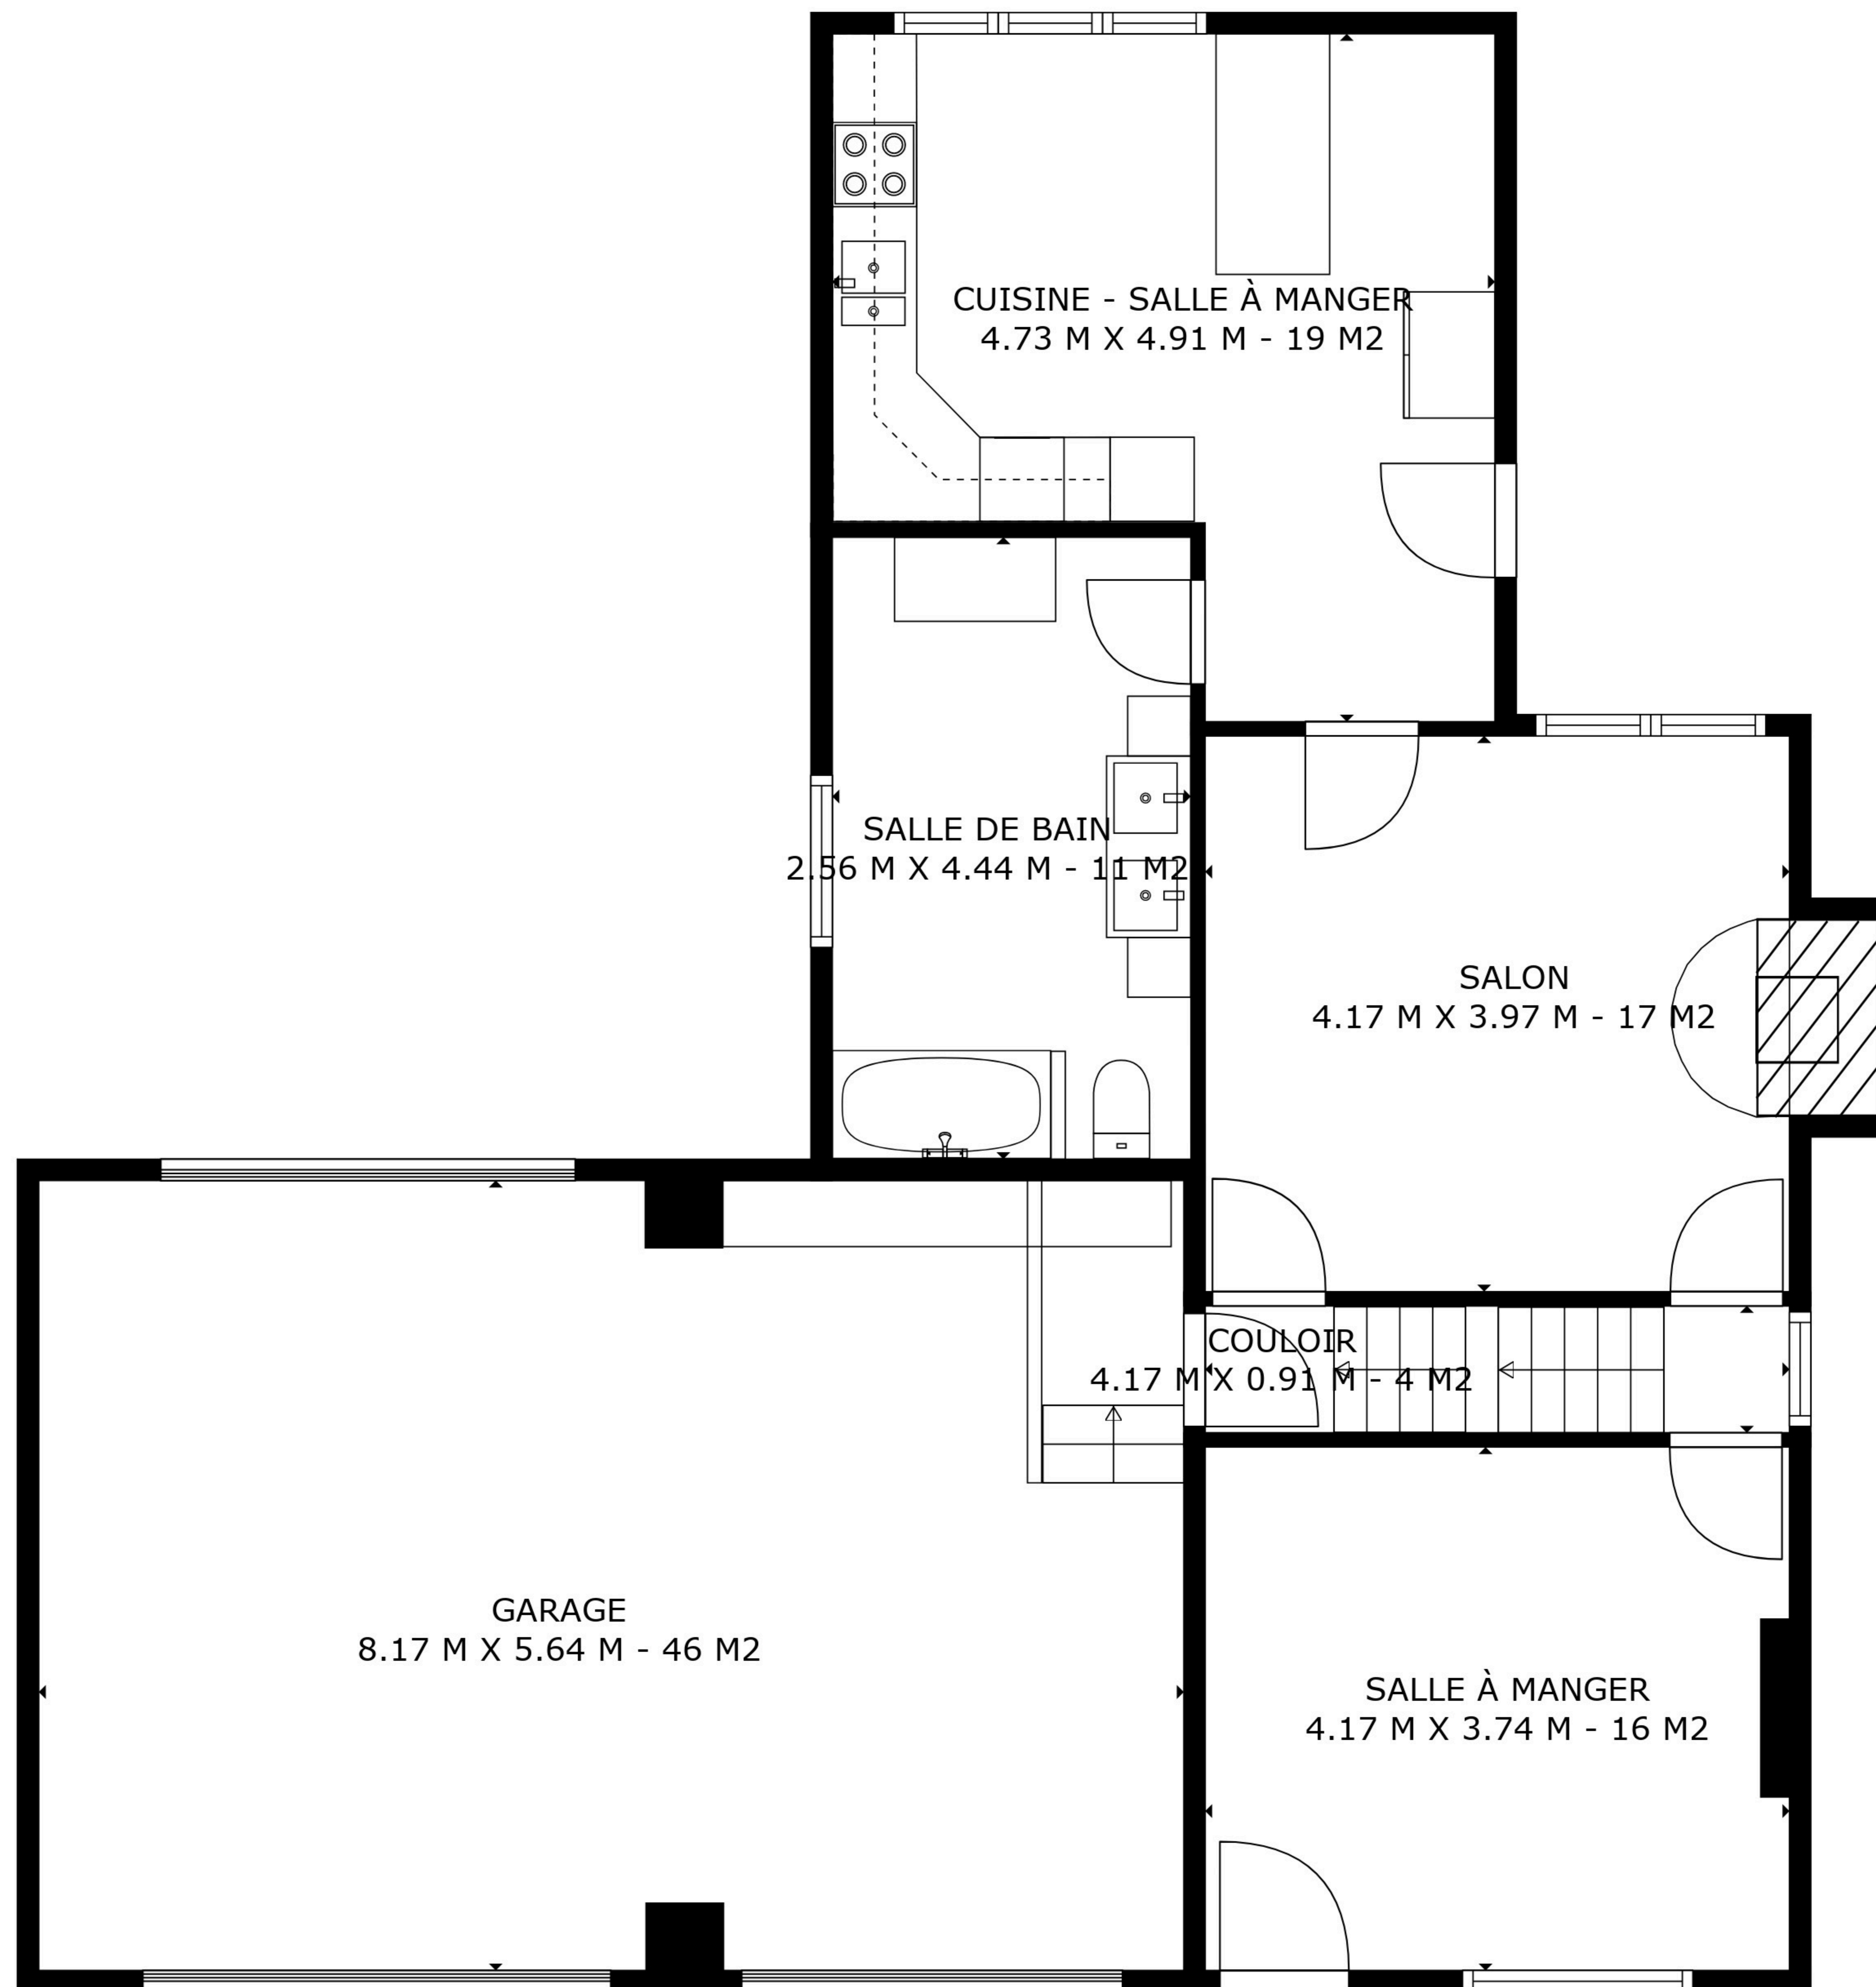 CUISINE - SALLE À MANGER
4.73 M X 4.91 M - 19 M2
SALLE DE BAIN
2.56 M X 4.44 M - 11 M2
SALON
4.17 M X 3.97 M - 17 M2
COULOIR
4.17 M X 0.91 M - 4 M2
GARAGE
8.17 M X 5.64 M - 46 M2
SALLE À MANGER
4.17 M X 3.74 M - 16 M2